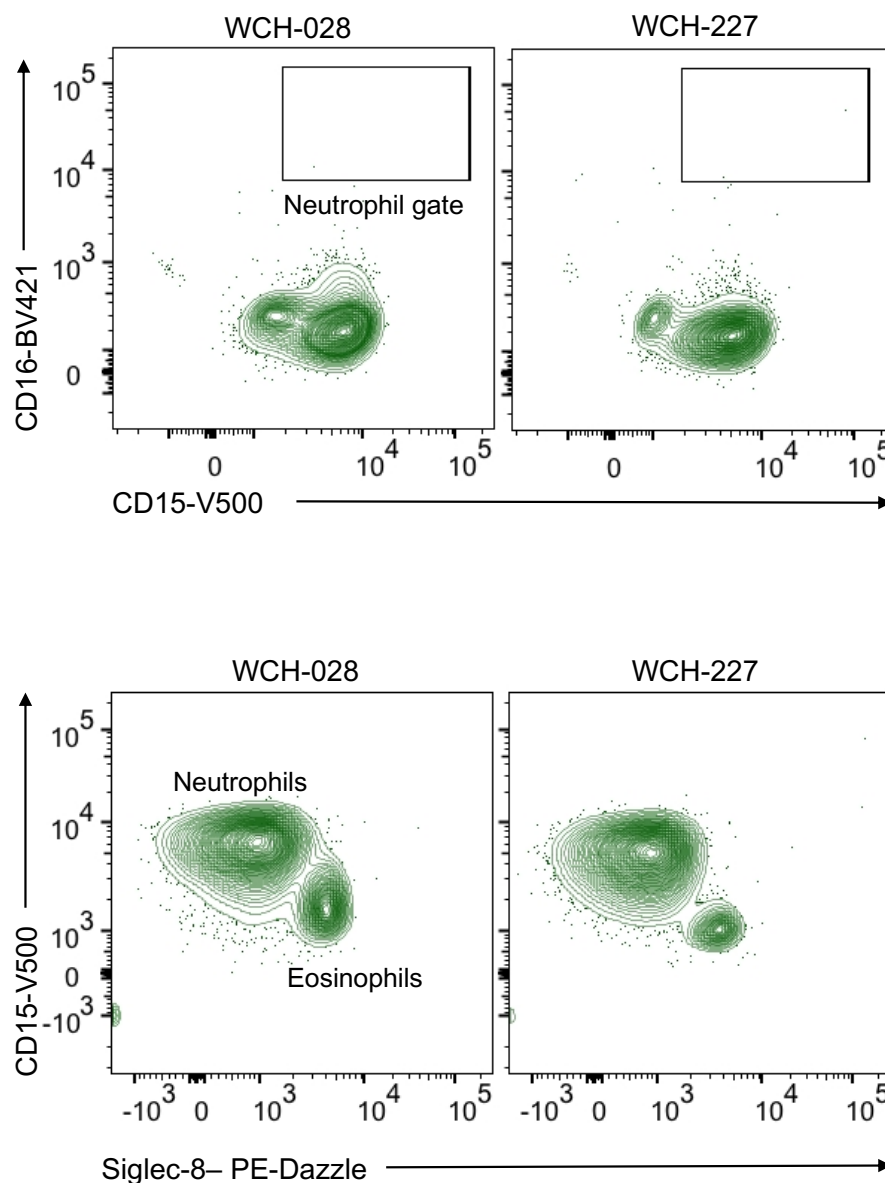 WCH-028 WCH-227
CD16-BV421
10^5
10^4
10^3
0
Neutrophil gate
0 10^4 10^5 0 10^4 10^5
CD15-V500
WCH-028 WCH-227
CD15-V500
10^5
10^4
10^3
0
-10^3
Neutrophils
Eosinophils
-10^3 0 10^3 10^4 10^5 -10^3 0 10^3 10^4 10^5
Siglec-8– PE-Dazzle